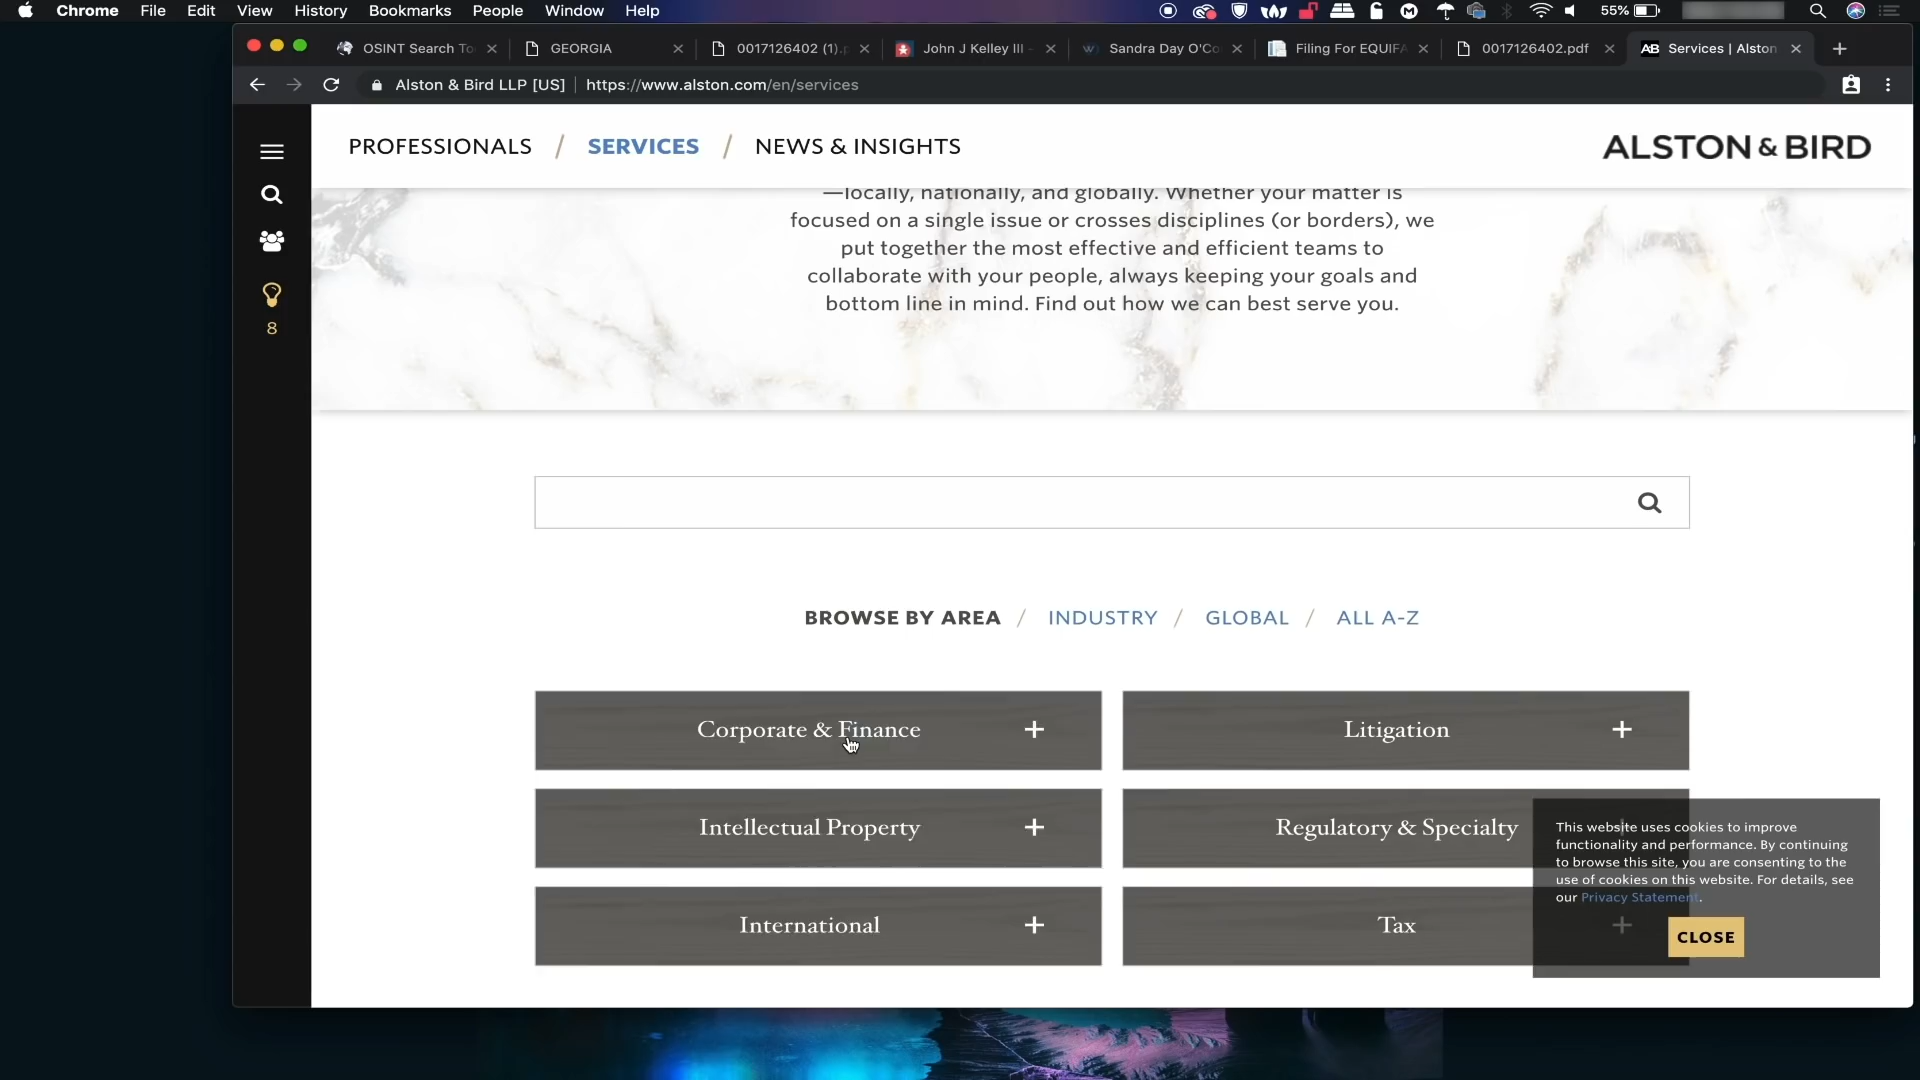 Chrome File Edit View History Bookmarks People Window Help 55%
OSINT Search To GEORGIA 0017126402 (1).p John J Kelley III - Sandra Day O'Co Filing For EQUIFA 0017126402.pdf AB Services | Alston
Alston & Bird LLP [US] | https://www.alston.com/en/services
PROFESSIONALS / SERVICES / NEWS & INSIGHTS ALSTON & BIRD
8
—locally, nationally, and globally. Whether your matter is
focused on a single issue or crosses disciplines (or borders), we
put together the most effective and efficient teams to
collaborate with your people, always keeping your goals and
bottom line in mind. Find out how we can best serve you.
BROWSE BY AREA / INDUSTRY / GLOBAL / ALL A-Z
Corporate & Finance +
Litigation +
Intellectual Property +
Regulatory & Specialty +
International +
Tax +
This website uses cookies to improve
functionality and performance. By continuing
to browse this site, you are consenting to the
use of cookies on this website. For details, see
our Privacy Statement.
CLOSE